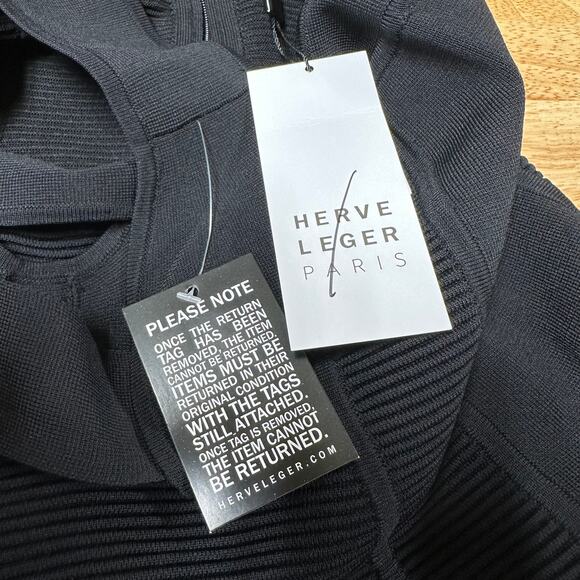 HERVE
LEGER
PARIS
PLEASE NOTE
ONCE THE RETURN
TAG HAS BEEN
REMOVED, THE ITEM
CANNOT BE RETURNED.
ITEMS MUST BE
RETURNED IN THEIR
ORIGINAL CONDITION
WITH THE TAGS
STILL ATTACHED.
ONCE TAG IS REMOVED,
THE ITEM CANNOT
BE RETURNED.
HERVELEGER.COM